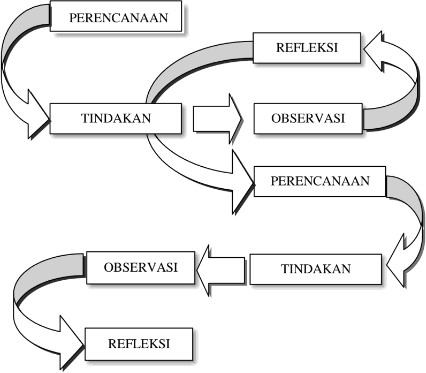 PERENCANAAN
REFLEKSI
TINDAKAN
OBSERVASI
PERENCANAAN
OBSERVASI
TINDAKAN
REFLEKSI